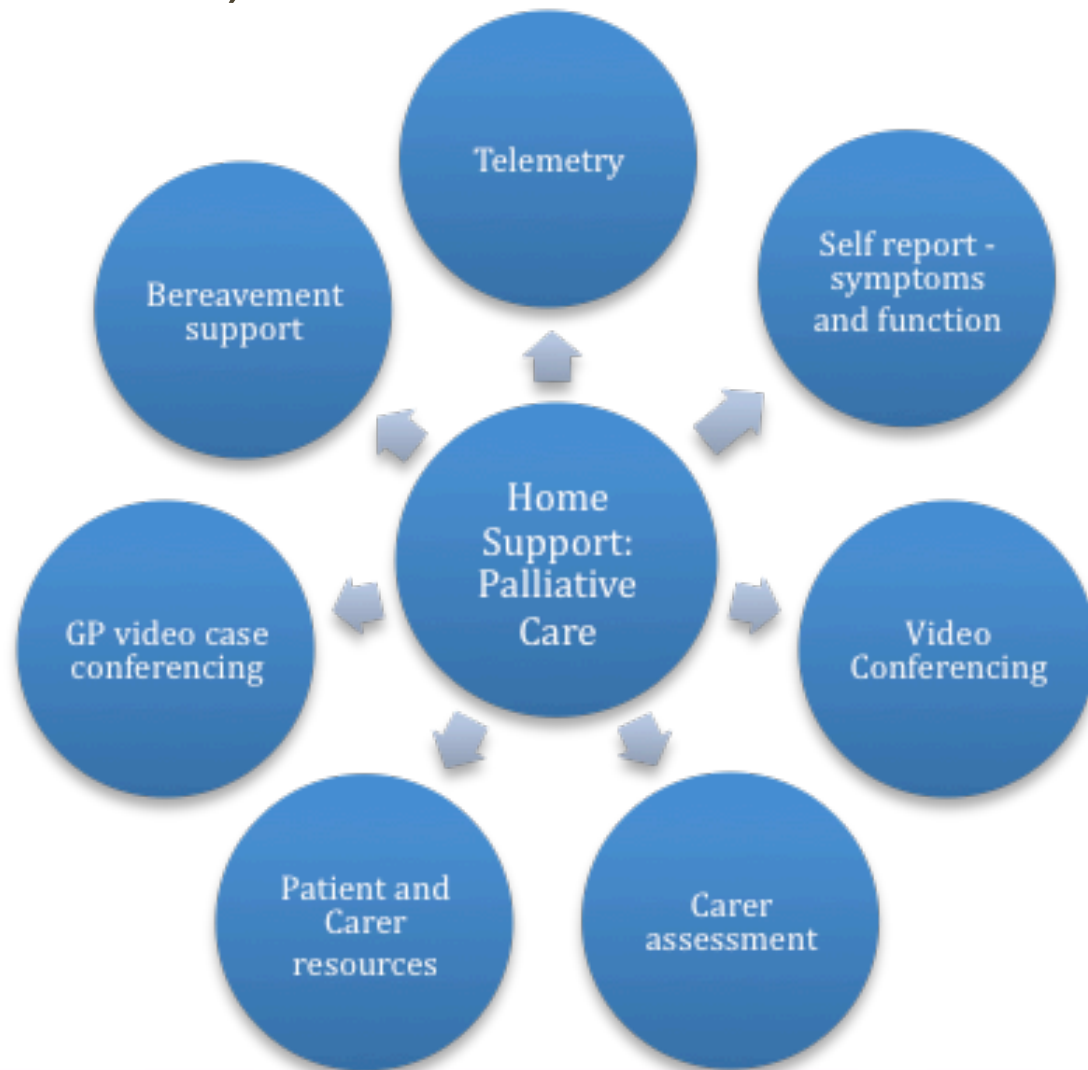 Telemetry
Self report -
symptoms
and function
Bereavement
support
Home
Support:
Palliative
Care
GP video case
conferencing
Video
Conferencing
Patient and
Carer
resources
Carer
assessment